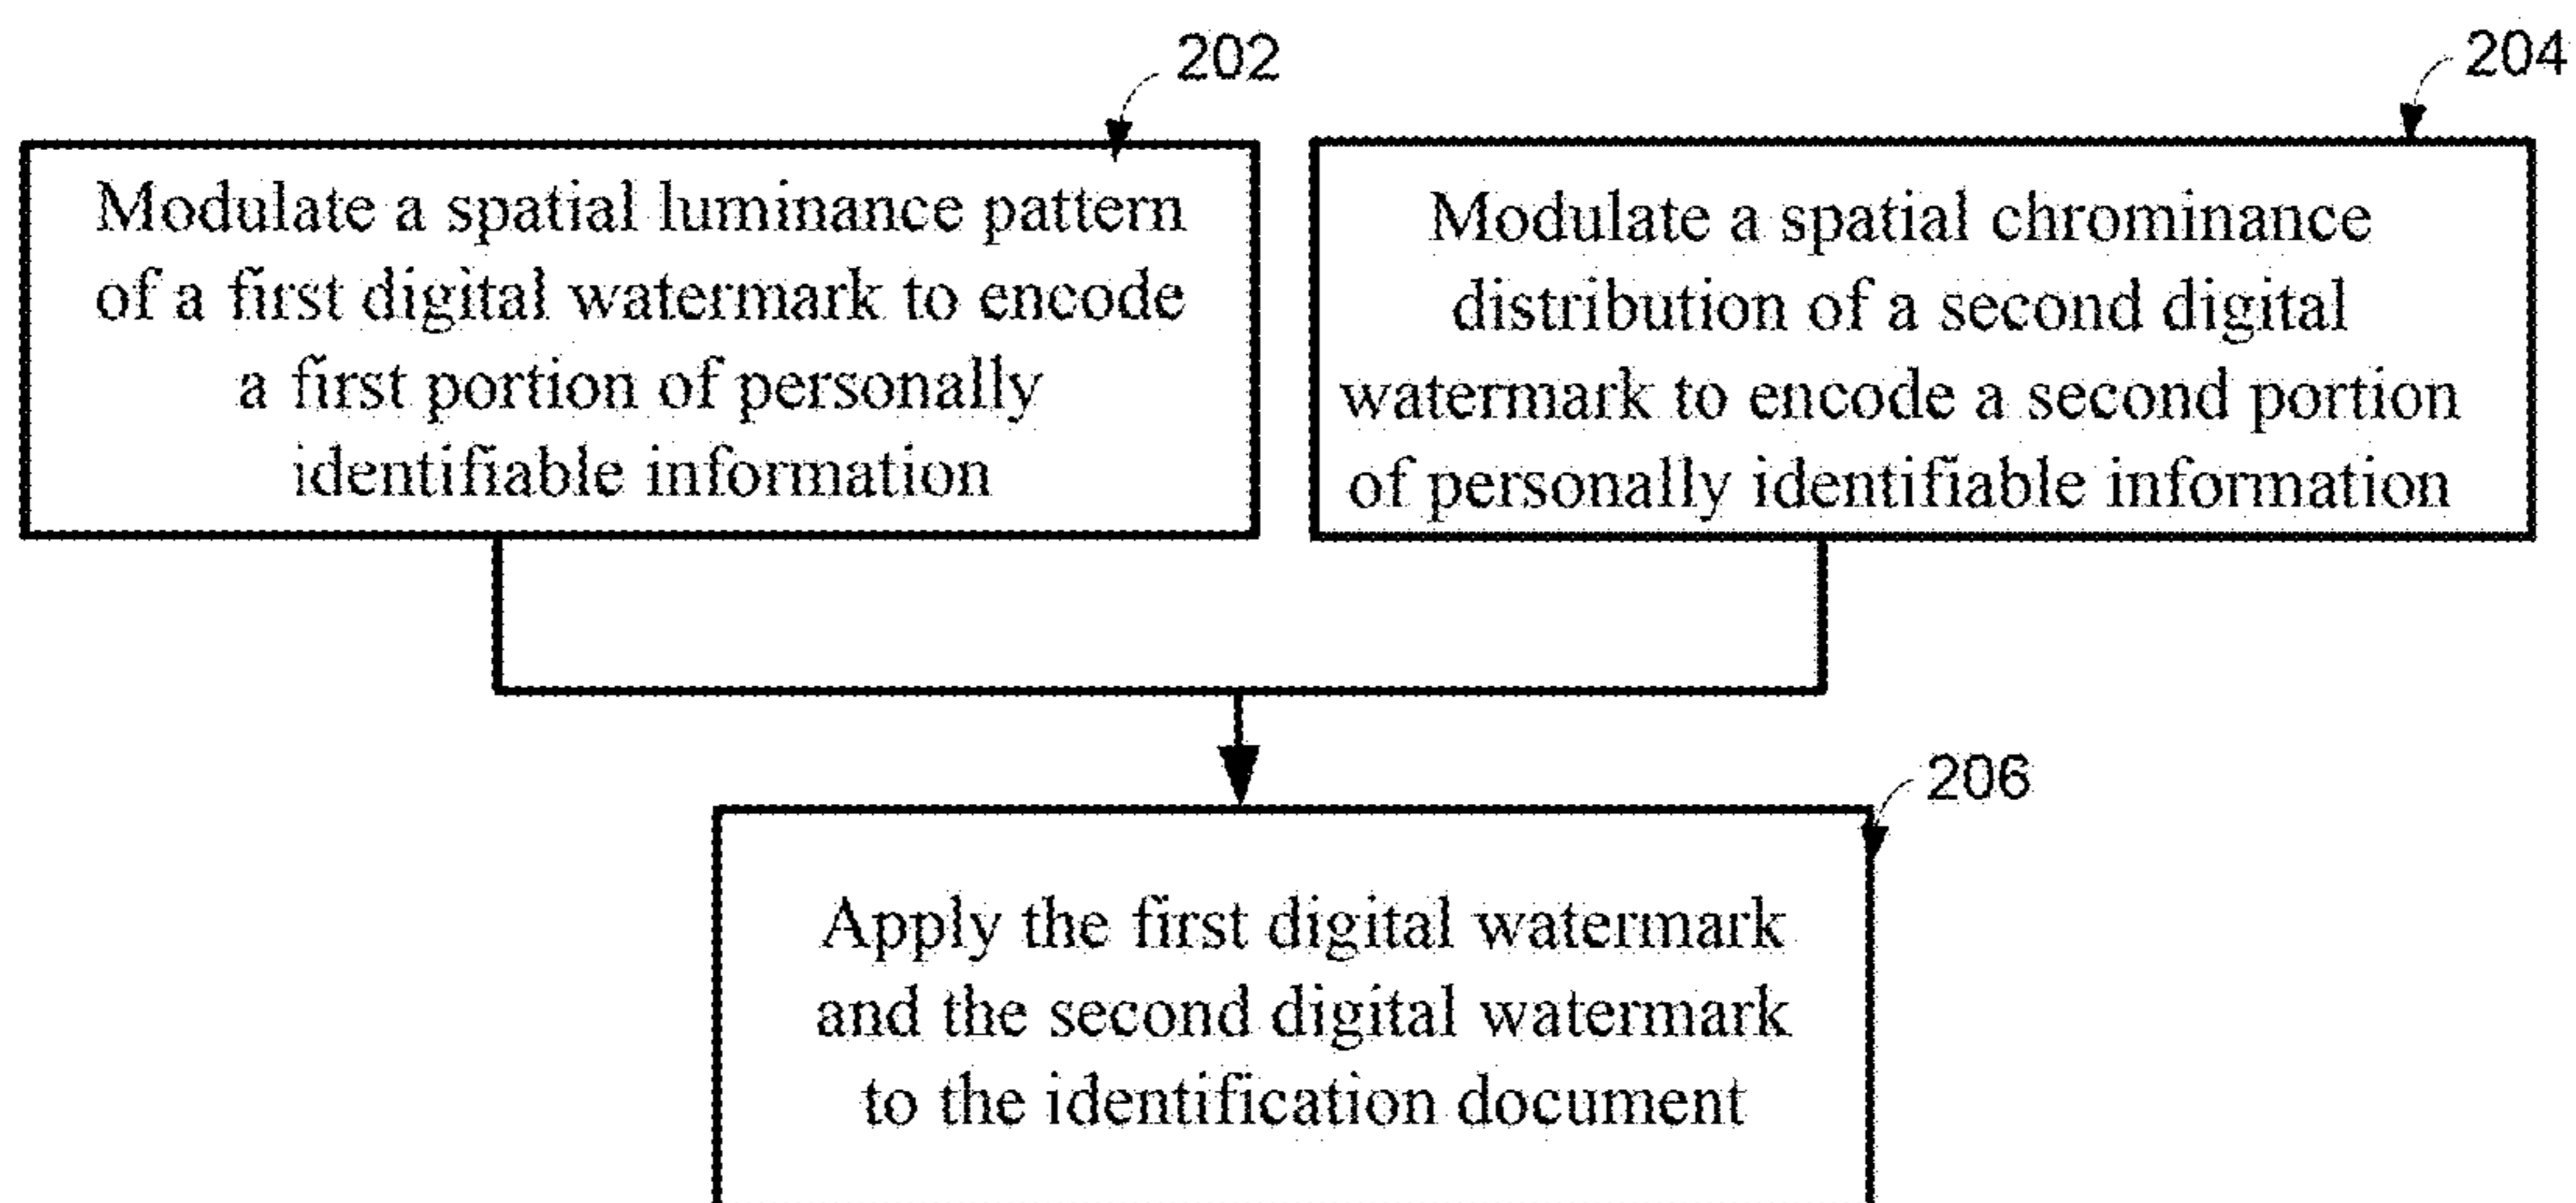 202
Modulate a spatial luminance pattern
of a first digital watermark to encode
a first portion of personally
identifiable information
204
Modulate a spatial chrominance
distribution of a second digital
watermark to encode a second portion
of personally identifiable information
206
Apply the first digital watermark
and the second digital watermark
to the identification document